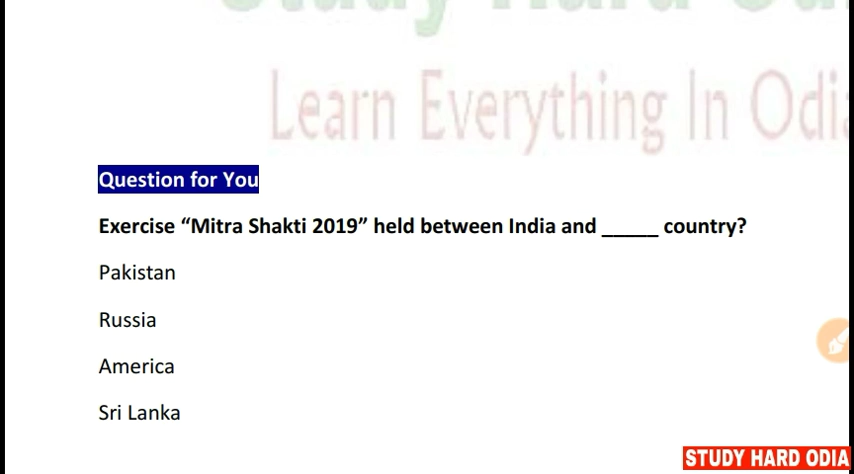 Learn Everything In Odia
Question for You
Exercise “Mitra Shakti 2019” held between India and _____ country?
Pakistan
Russia
America
Sri Lanka
STUDY HARD ODIA